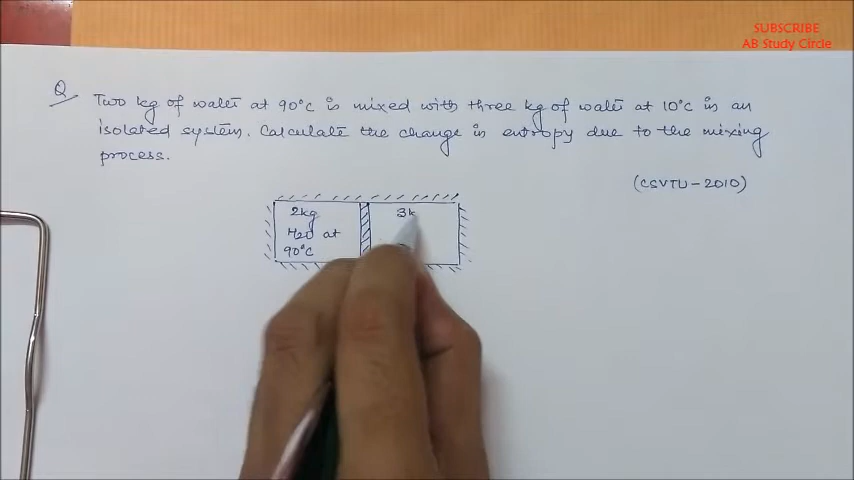 SUBSCRIBE
AB Study Circle
Q
Two kg of water at 90°C is mixed with three kg of water at 10°C in an
isolated system. Calculate the change in entropy due to the mixing
process.
(CSVTU-2010)
2kg
H2O at
90°C
3k